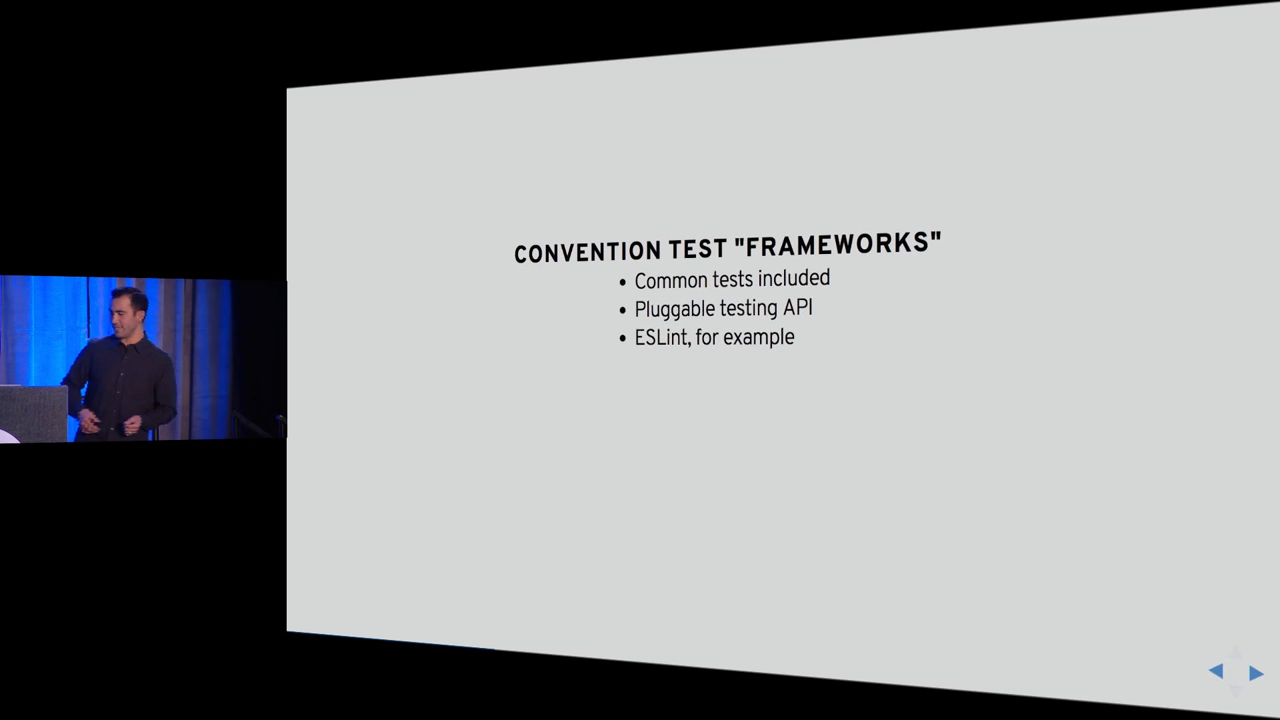 CONVENTION TEST "FRAMEWORKS"
• Common tests included
• Pluggable testing API
• ESLint, for example